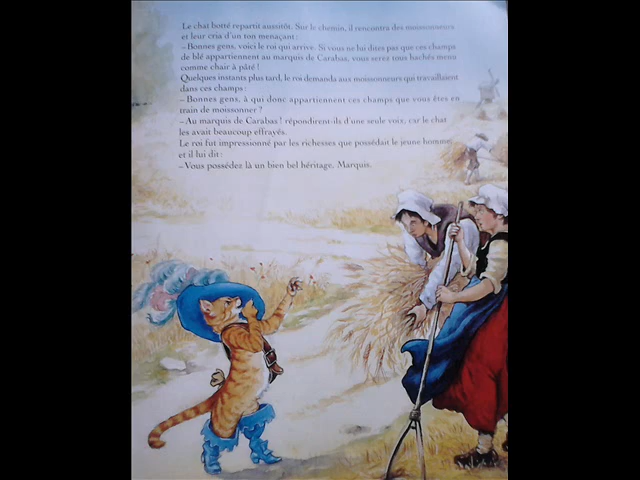 Le chat botté repartit aussitôt. Sur le chemin, il rencontra des moissonneurs
et leur cria d'un ton menaçant :
– Bonnes gens, voici le roi qui arrive. Si vous ne lui dites pas que ces champs
de blé appartiennent au marquis de Carabas, vous serez tous hachés menu
comme chair à pâté !
Quelques instants plus tard, le roi demanda aux moissonneurs qui travaillaient
dans ces champs :
– Bonnes gens, à qui donc appartiennent ces champs que vous êtes en
train de moissonner ?
– Au marquis de Carabas ! répondirent-ils d'une seule voix, car le chat
les avait beaucoup effrayés.
Le roi fut impressionné par les richesses que possédait le jeune homme
et il lui dit :
– Vous possédez là un bien bel héritage, Marquis.